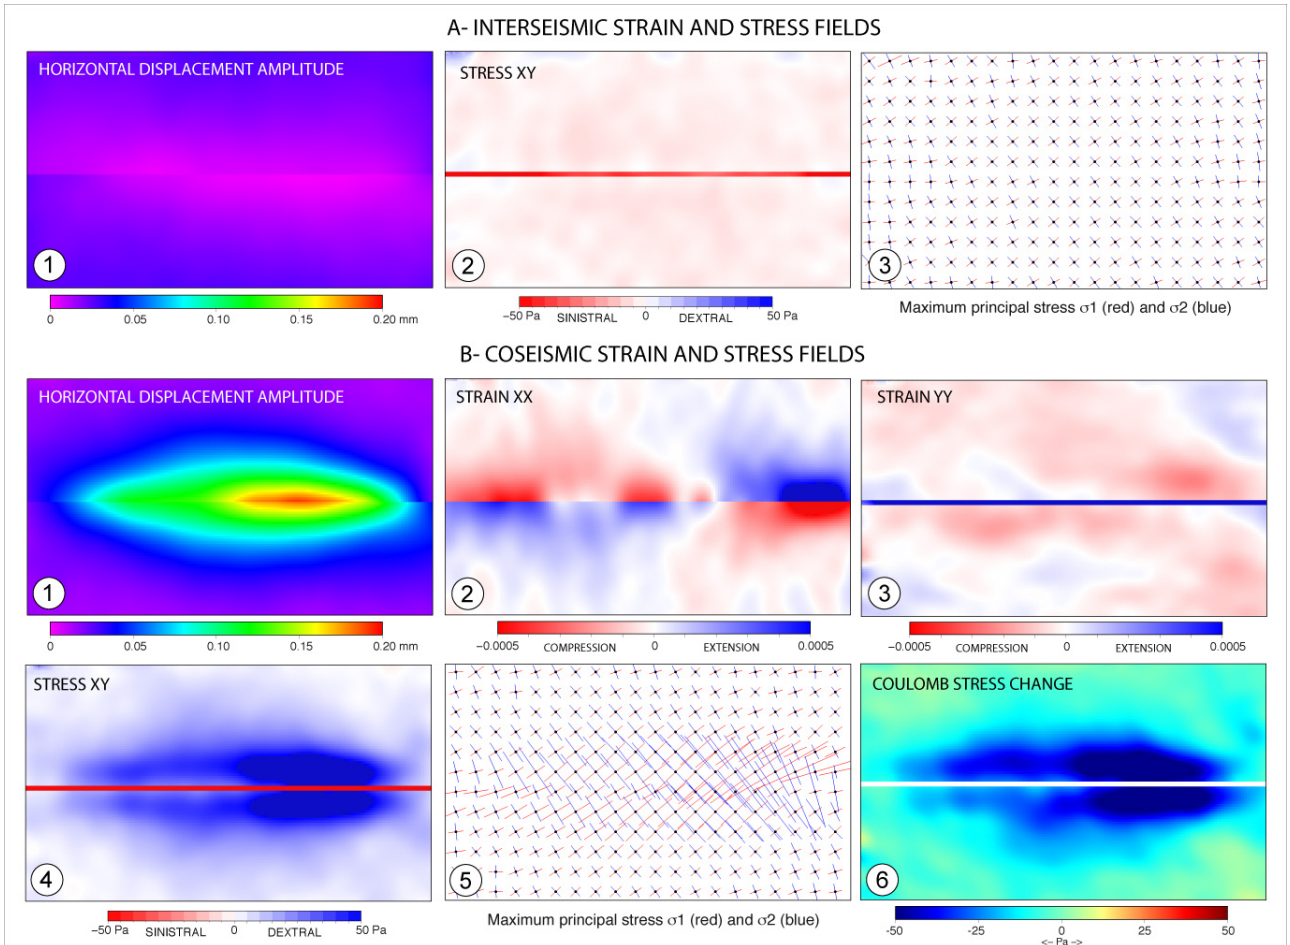 A- INTERSEISMIC STRAIN AND STRESS FIELDS
HORIZONTAL DISPLACEMENT AMPLITUDE
STRESS XY
1
2
3
0 0.05 0.10 0.15 0.20 mm
−50 Pa SINISTRAL 0 DEXTRAL 50 Pa
Maximum principal stress σ1 (red) and σ2 (blue)
B- COSEISMIC STRAIN AND STRESS FIELDS
HORIZONTAL DISPLACEMENT AMPLITUDE
STRAIN XX
STRAIN YY
1
2
3
0 0.05 0.10 0.15 0.20 mm
−0.0005 COMPRESSION 0 EXTENSION 0.0005
−0.0005 COMPRESSION 0 EXTENSION 0.0005
STRESS XY
COULOMB STRESS CHANGE
4
5
6
−50 Pa SINISTRAL 0 DEXTRAL 50 Pa
Maximum principal stress σ1 (red) and σ2 (blue)
-50 -25 0 25 50
<- Pa ->